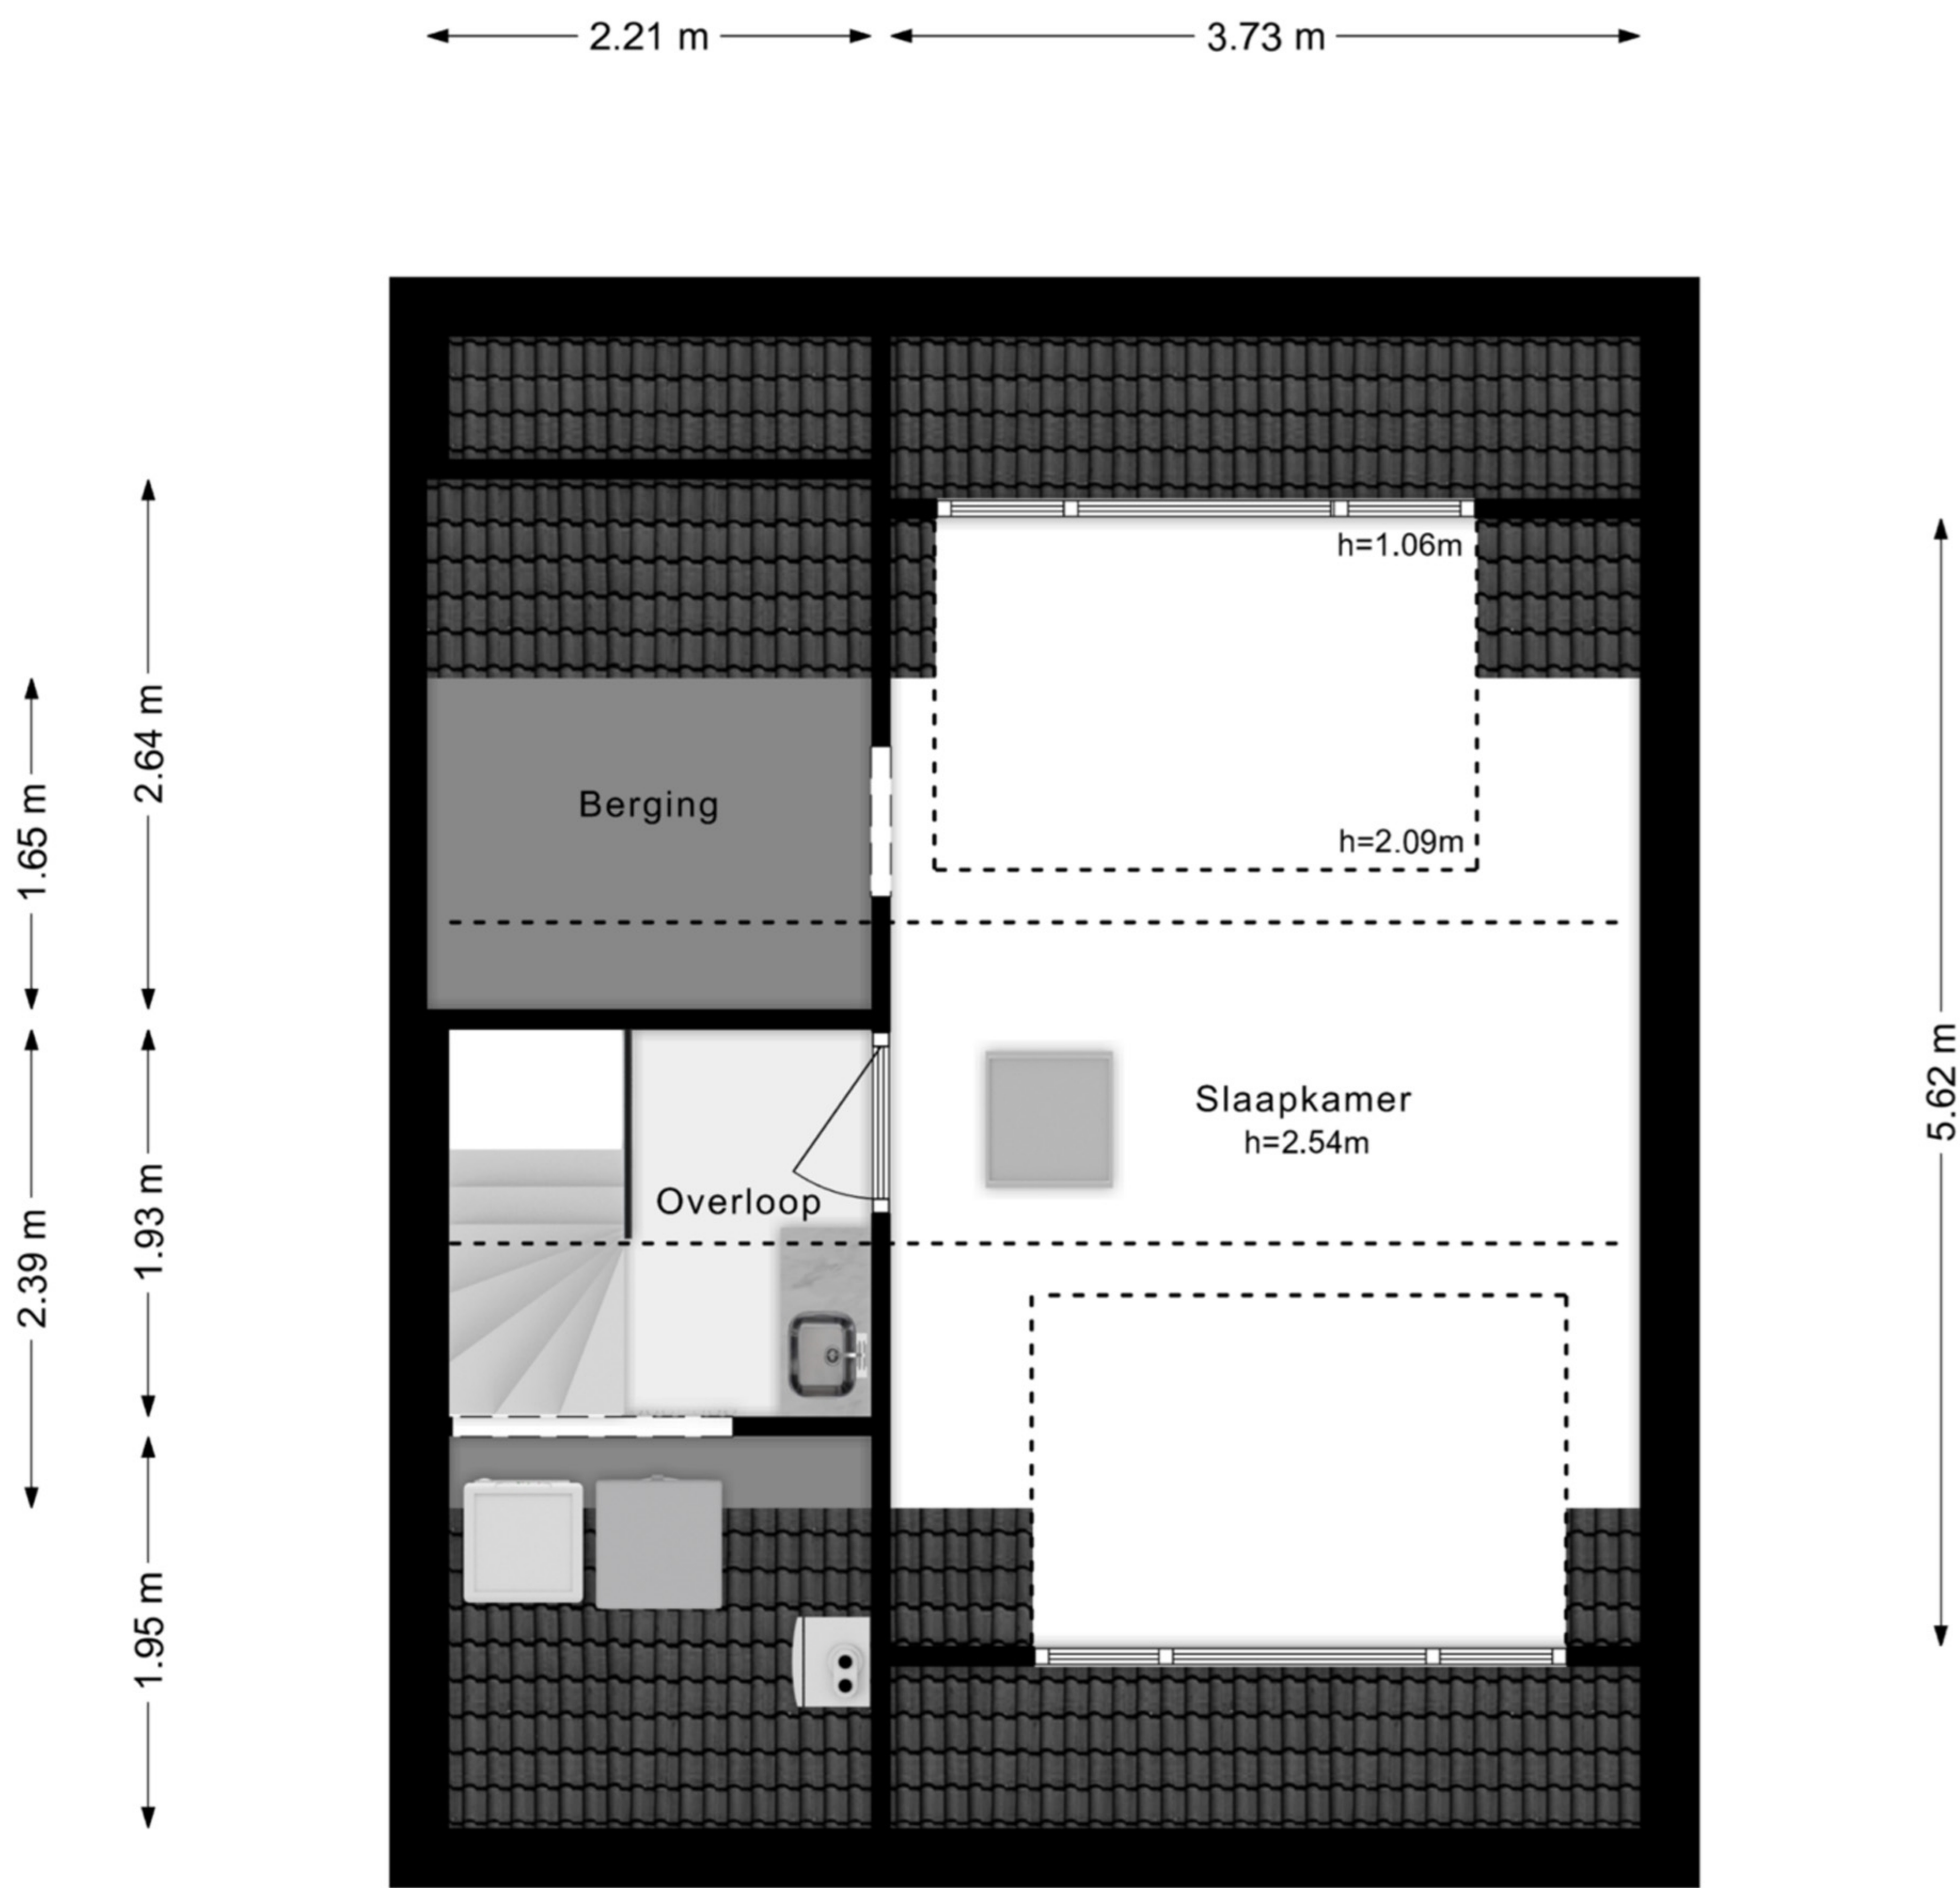 2.21 m
3.73 m
h=1.06m
2.64 m
1.65 m
Berging
h=2.09m
5.62 m
Slaapkamer
h=2.54m
Overloop
1.93 m
2.39 m
1.95 m